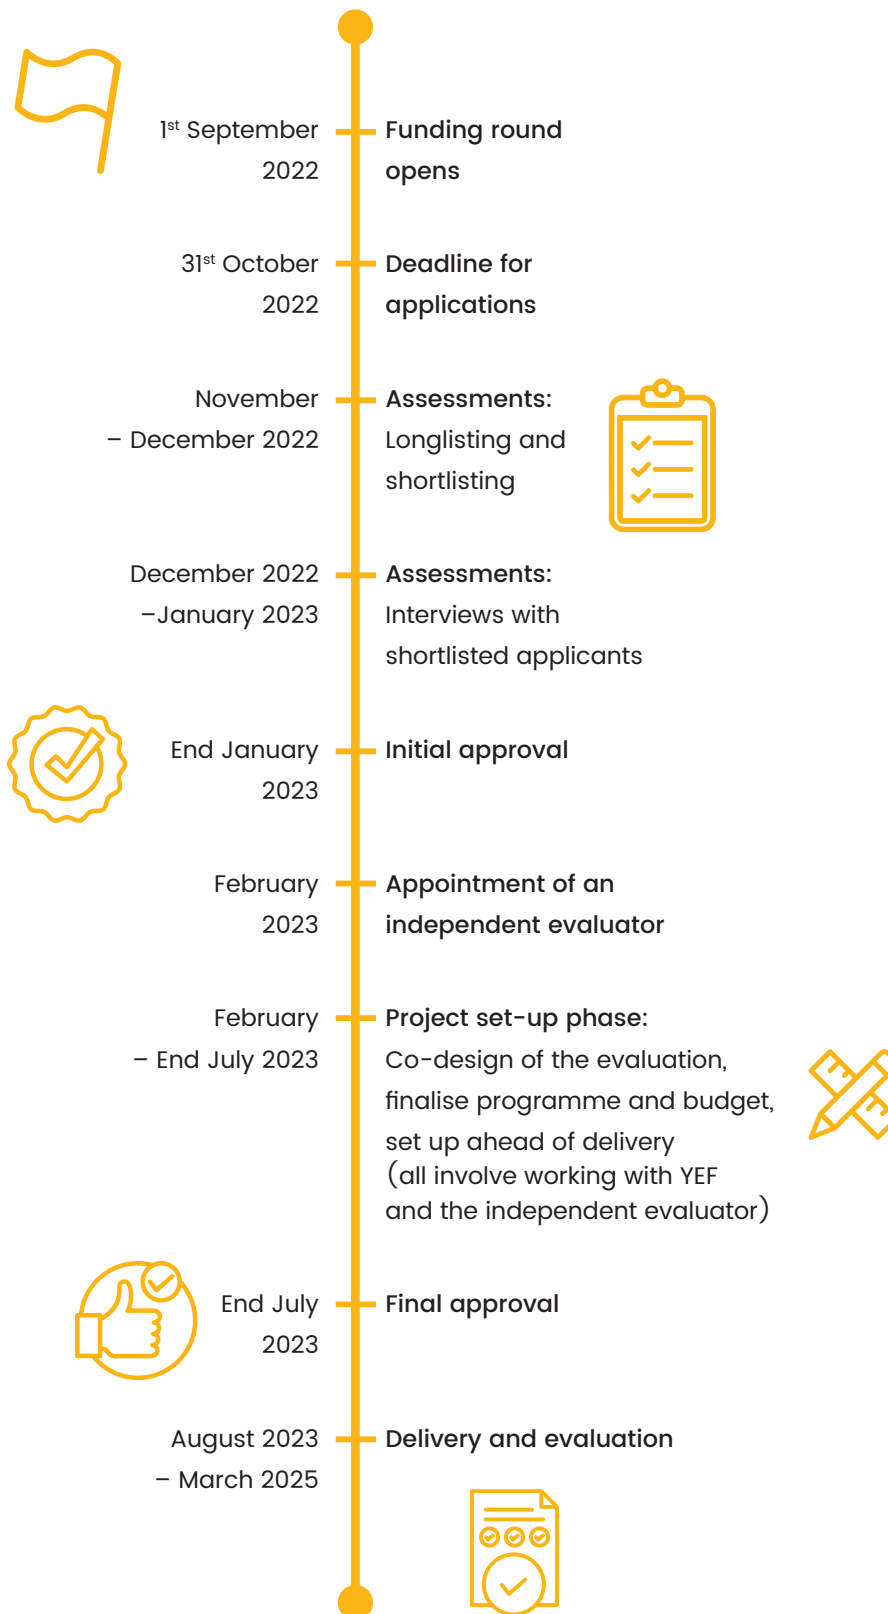 1st September
2022
Funding round
opens
31st October
2022
Deadline for
applications
November
– December 2022
Assessments:
Longlisting and
shortlisting
December 2022
–January 2023
Assessments:
Interviews with
shortlisted applicants
End January
2023
Initial approval
February
2023
Appointment of an
independent evaluator
February
– End July 2023
Project set-up phase:
Co-design of the evaluation,
finalise programme and budget,
set up ahead of delivery
(all involve working with YEF
and the independent evaluator)
End July
2023
Final approval
August 2023
– March 2025
Delivery and evaluation